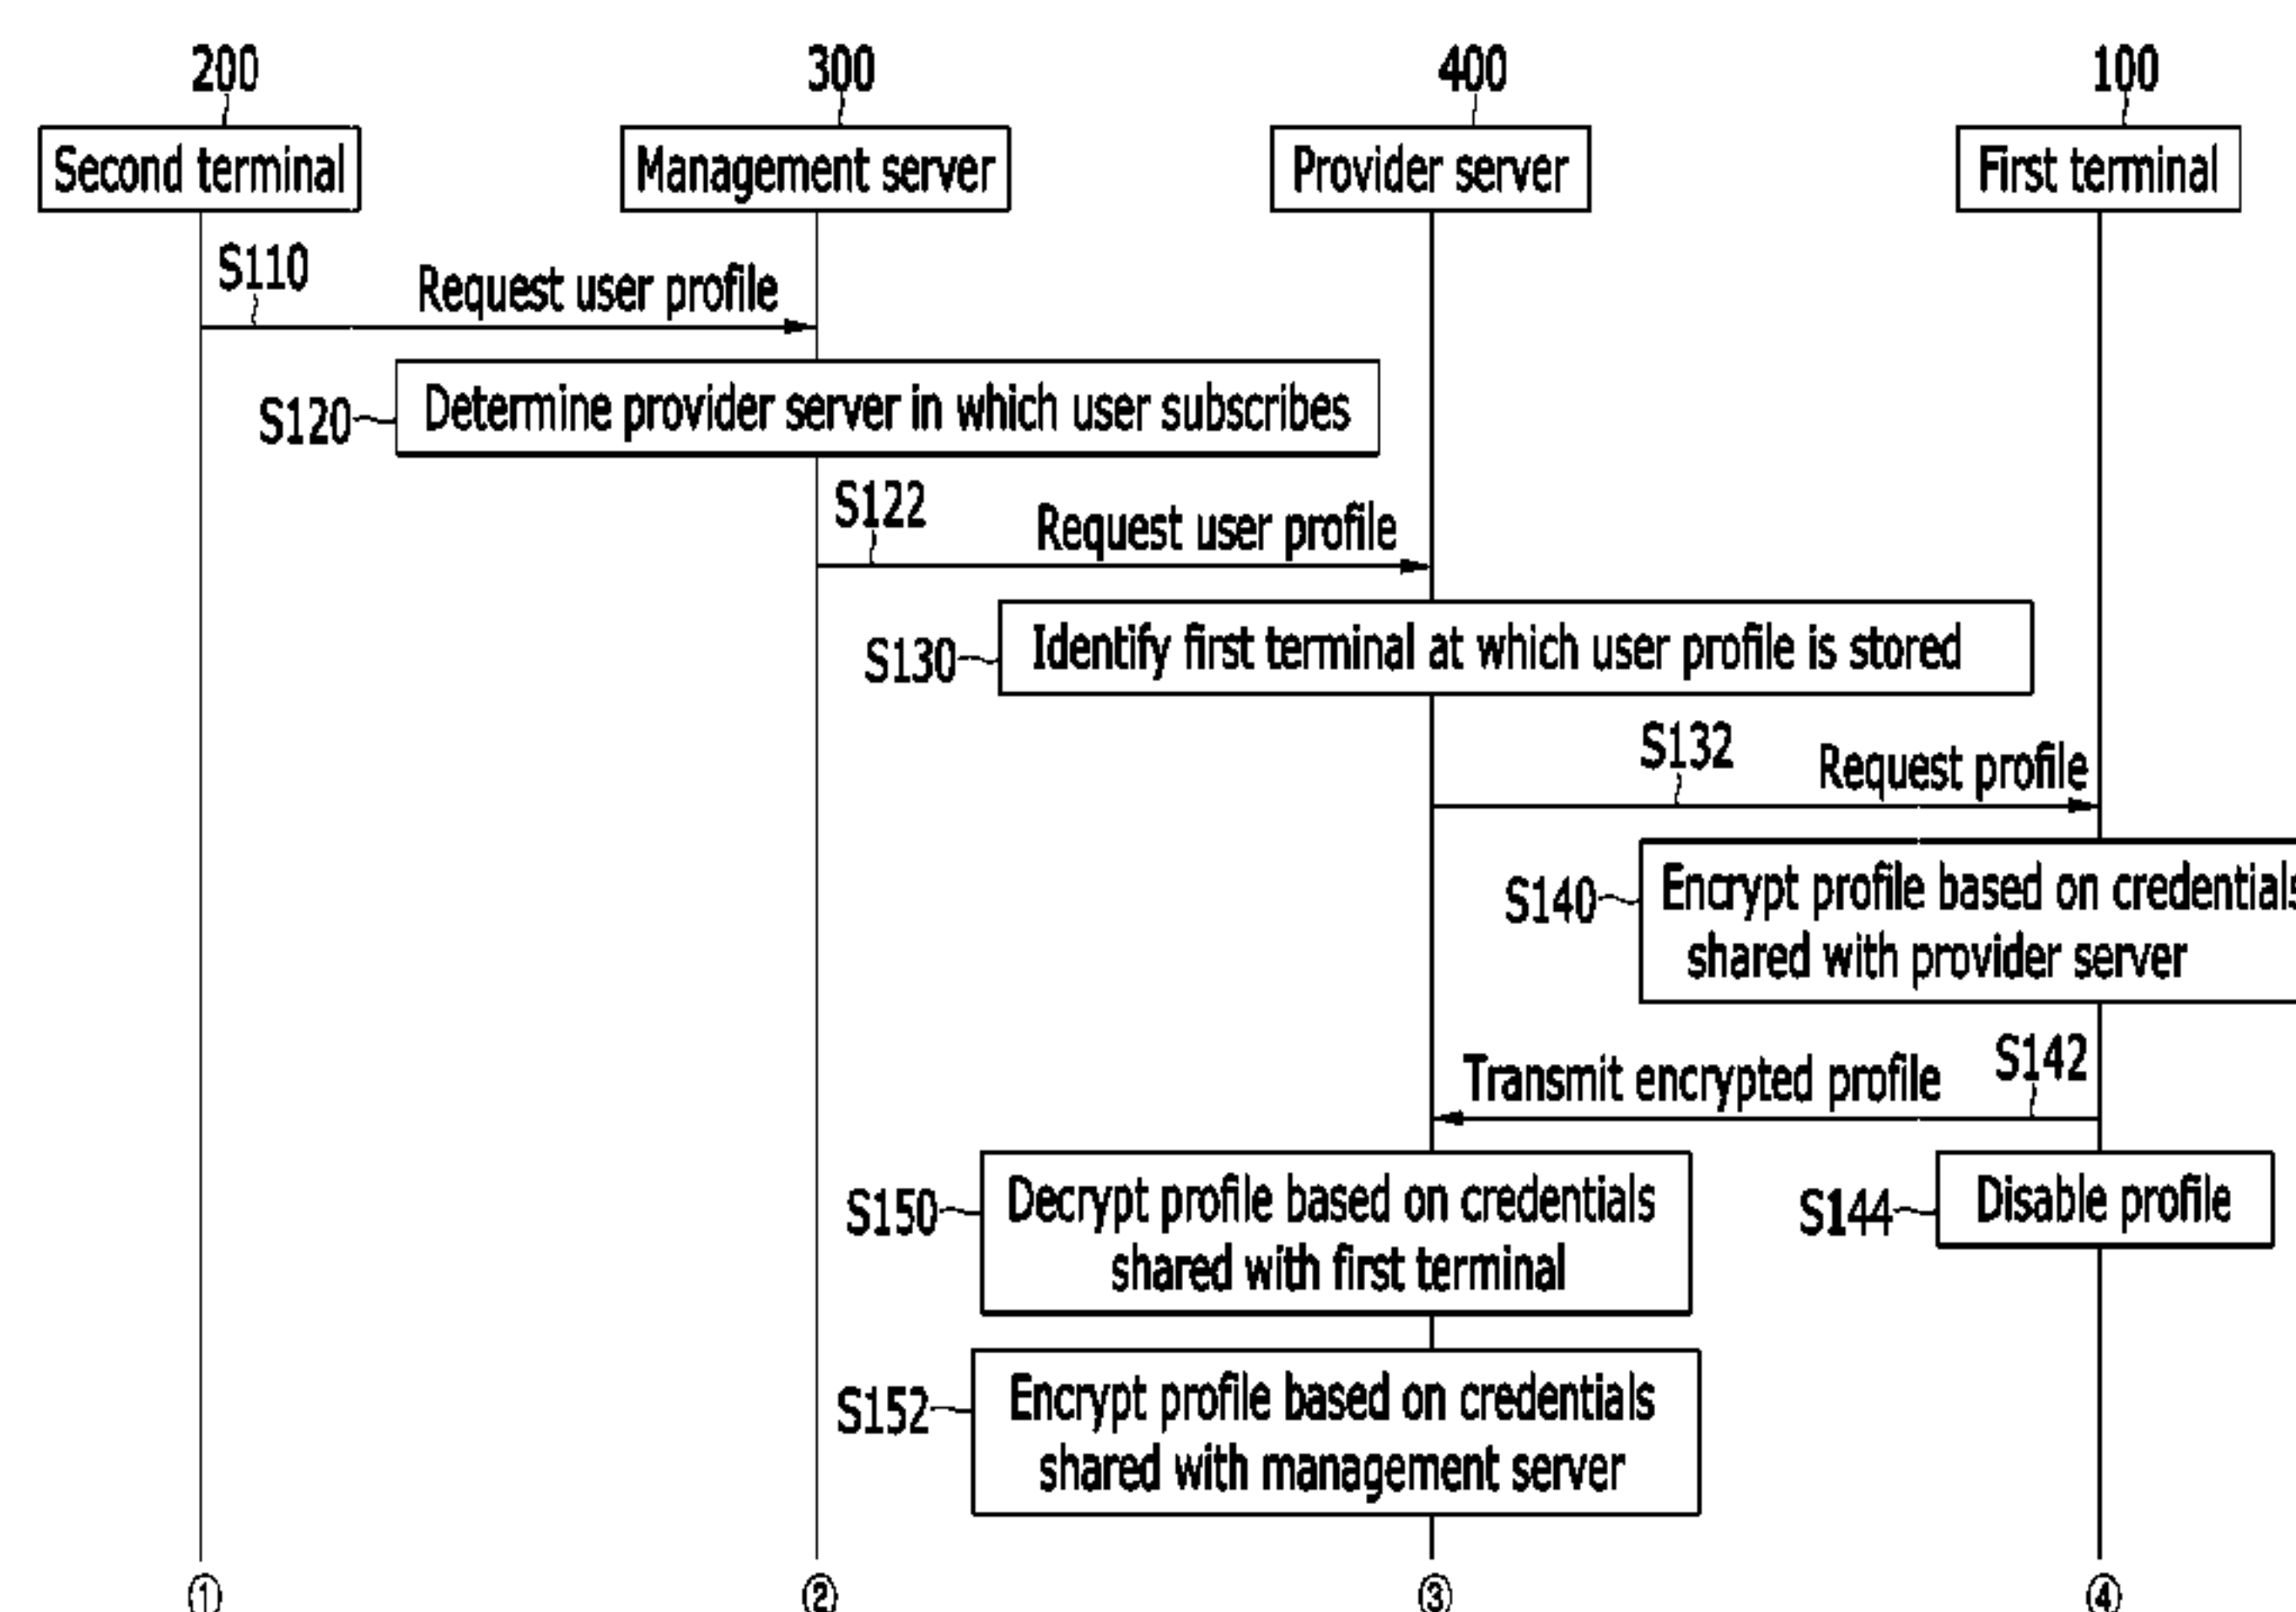 200
300
400
100
Second terminal
Management server
Provider server
First terminal
S110
Request user profile
S120
Determine provider server in which user subscribes
S122
Request user profile
S130
Identify first terminal at which user profile is stored
S132
Request profile
S140
Encrypt profile based on credentials
shared with provider server
S142
Transmit encrypted profile
S150
Decrypt profile based on credentials
shared with first terminal
S144
Disable profile
S152
Encrypt profile based on credentials
shared with management server
①
②
③
④